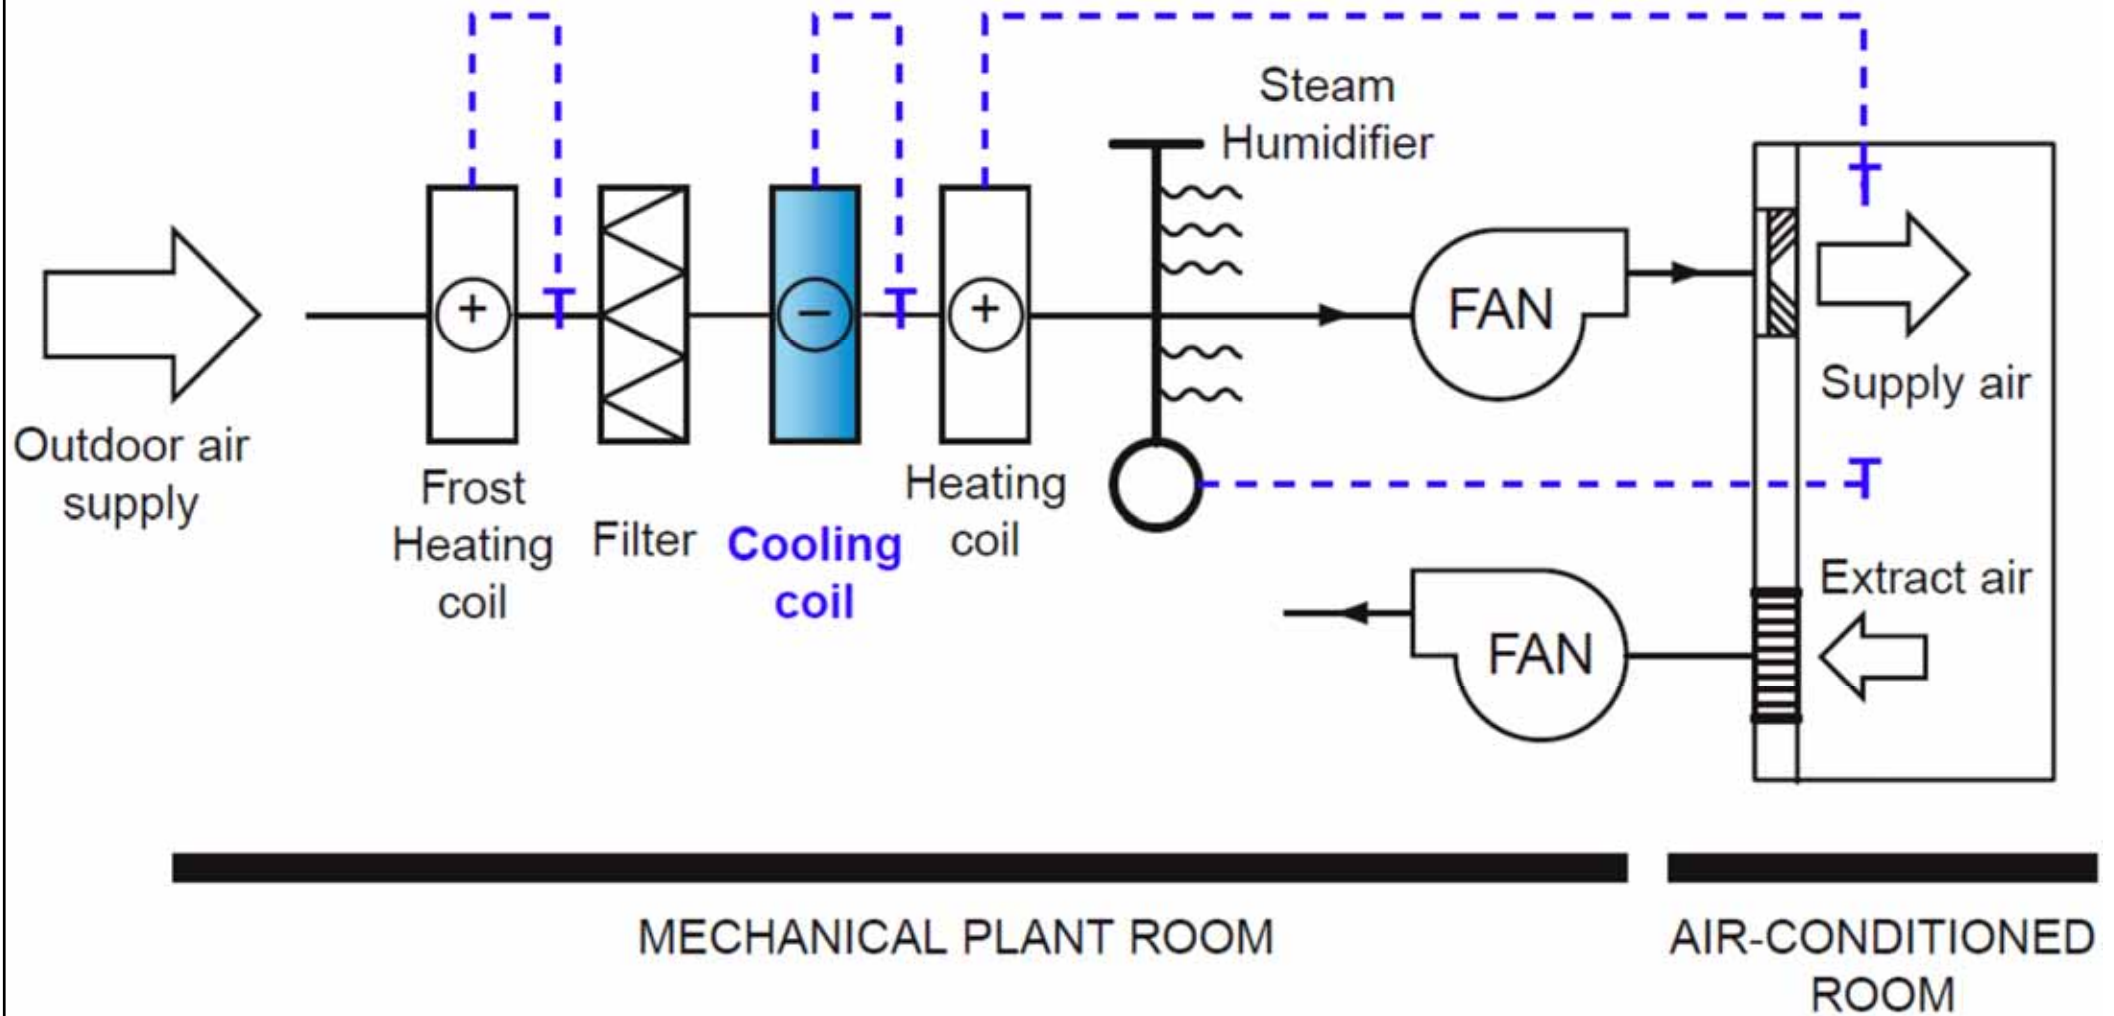 Steam
Humidifier
+
T
−
T
+
T
FAN
Outdoor air
supply
Frost
Heating
coil
Filter
Cooling
coil
Heating
coil
Supply air
T
Extract air
FAN
MECHANICAL PLANT ROOM
AIR-CONDITIONED
ROOM